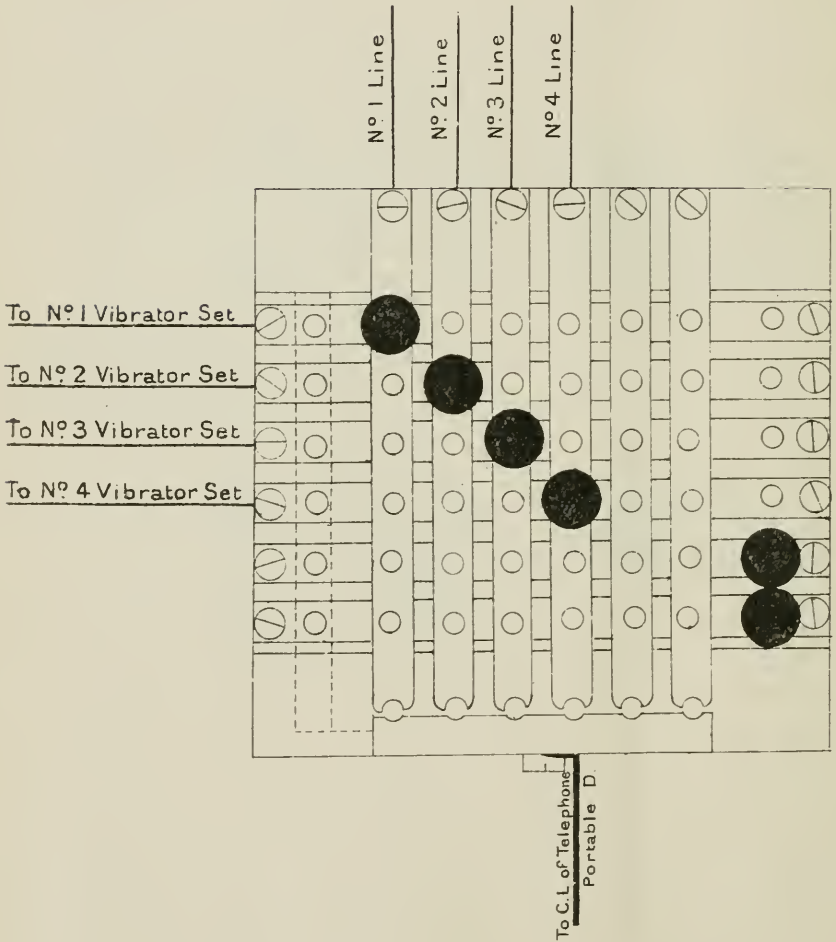 Nº 1 Line
Nº 2 Line
Nº 3 Line
Nº 4 Line
To Nº 1 Vibrator Set
To Nº 2 Vibrator Set
To Nº 3 Vibrator Set
To Nº 4 Vibrator Set
To C.L of Telephone
Portable D.